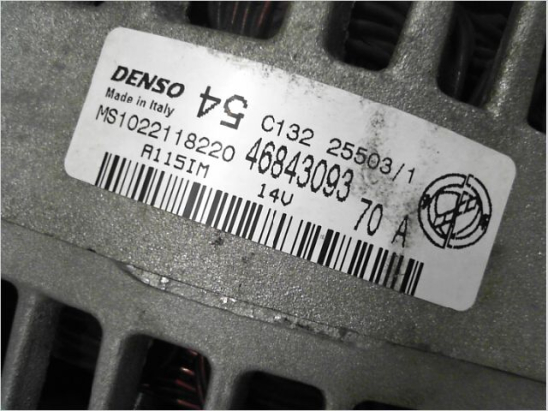 DENSO 54 C132 25503/1
Made in Italy
MS1022118220 46843093 70 A
A115IM 14V